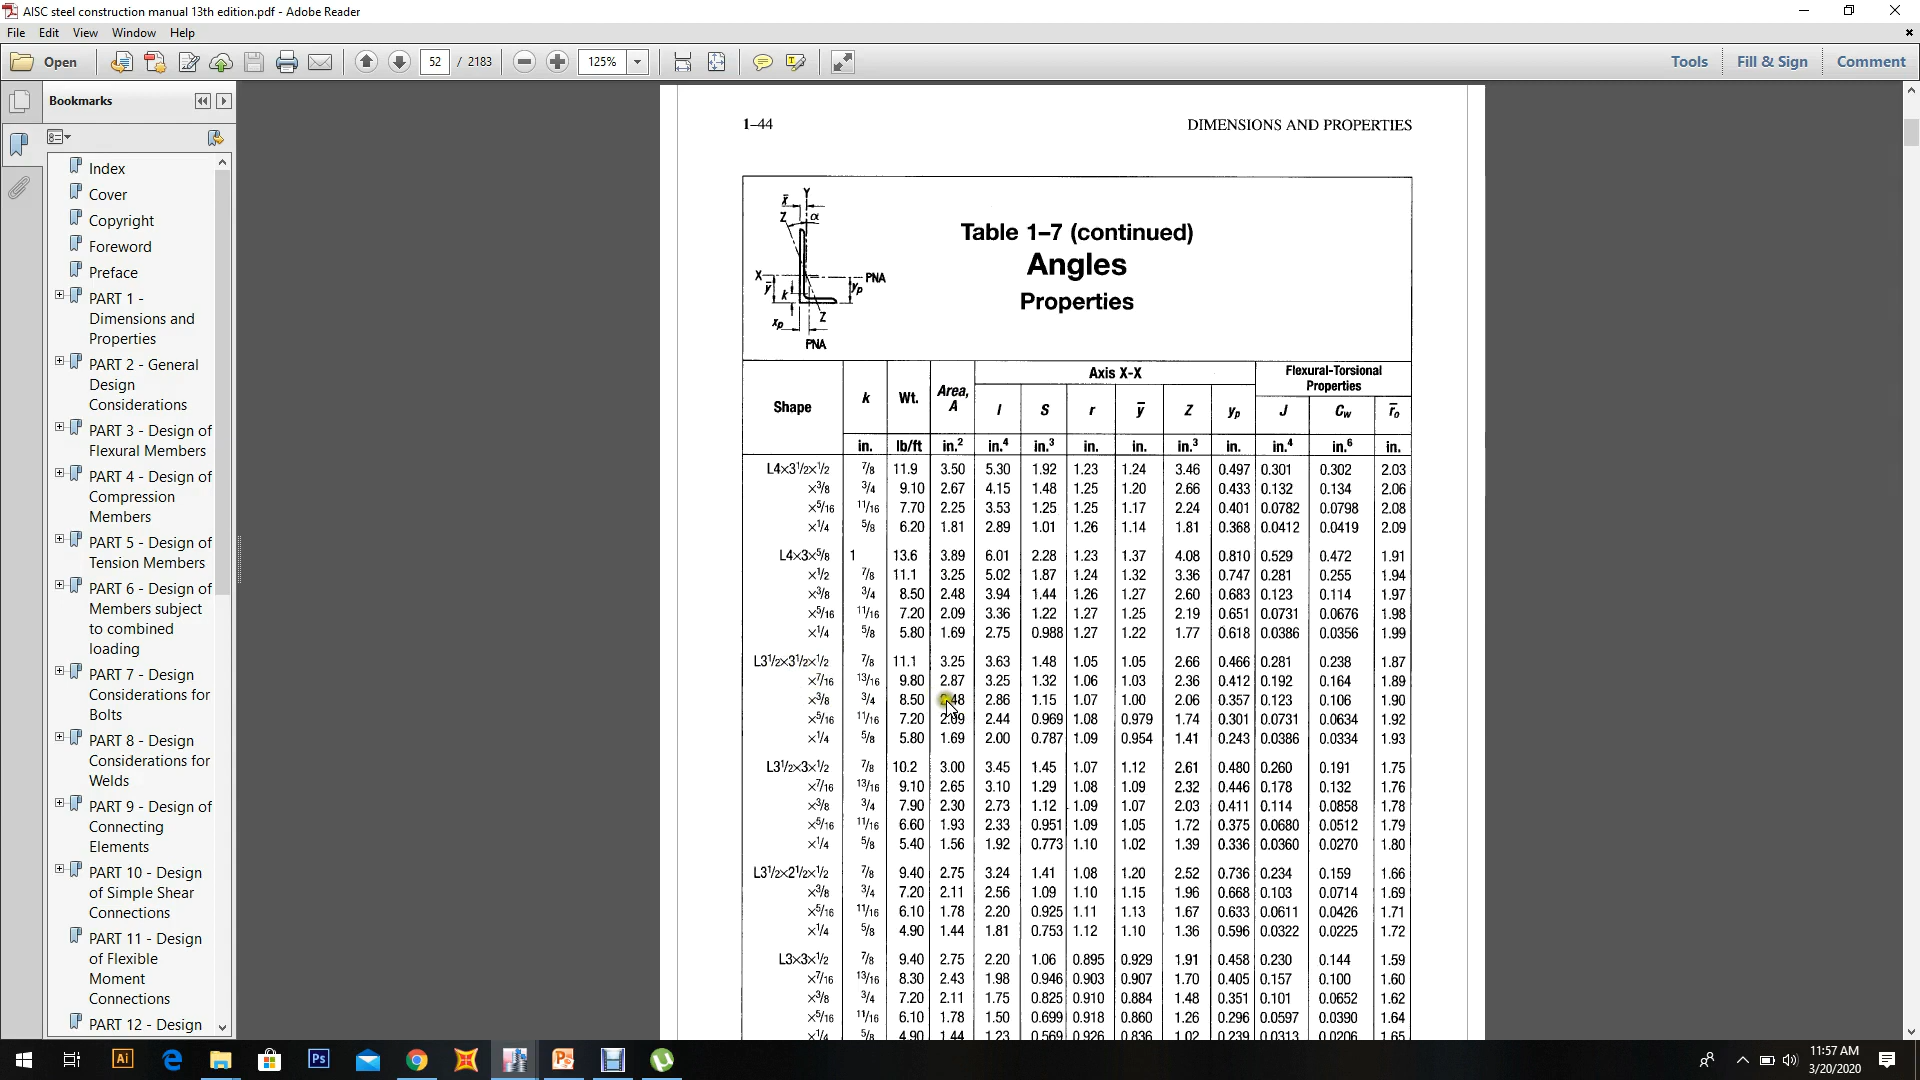 AISC steel construction manual 13th edition.pdf - Adobe Reader
File Edit View Window Help
Open 52 / 2183 125% Tools Fill & Sign Comment
Bookmarks
Index
Cover
Copyright
Foreword
Preface
PART 1 -
Dimensions and
Properties
PART 2 - General
Design
Considerations
PART 3 - Design of
Flexural Members
PART 4 - Design of
Compression
Members
PART 5 - Design of
Tension Members
PART 6 - Design of
Members subject
to combined
loading
PART 7 - Design
Considerations for
Bolts
PART 8 - Design
Considerations for
Welds
PART 9 - Design of
Connecting
Elements
PART 10 - Design
of Simple Shear
Connections
PART 11 - Design
of Flexible
Moment
Connections
PART 12 - Design
1–44 DIMENSIONS AND PROPERTIES
x̄ Y
Z α
X PNA
ȳ k yp
xp Z
PNA
Table 1–7 (continued)
Angles
Properties
Axis X-X Flexural-Torsional
Properties
Shape k Wt. Area, A I S r ȳ Z yp J Cw r̄o
in. lb/ft in.² in.⁴ in.³ in. in. in.³ in. in.⁴ in.⁶ in.
L4×3½×½ 7/8 11.9 3.50 5.30 1.92 1.23 1.24 3.46 0.497 0.301 0.302 2.03
×3/8 3/4 9.10 2.67 4.15 1.48 1.25 1.20 2.66 0.433 0.132 0.134 2.06
×5/16 11/16 7.70 2.25 3.53 1.25 1.25 1.17 2.24 0.401 0.0782 0.0798 2.08
×1/4 5/8 6.20 1.81 2.89 1.01 1.26 1.14 1.81 0.368 0.0412 0.0419 2.09
L4×3×5/8 1 13.6 3.89 6.01 2.28 1.23 1.37 4.08 0.810 0.529 0.472 1.91
×1/2 7/8 11.1 3.25 5.02 1.87 1.24 1.32 3.36 0.747 0.281 0.255 1.94
×3/8 3/4 8.50 2.48 3.94 1.44 1.26 1.27 2.60 0.683 0.123 0.114 1.97
×5/16 11/16 7.20 2.09 3.36 1.22 1.27 1.25 2.19 0.651 0.0731 0.0676 1.98
×1/4 5/8 5.80 1.69 2.75 0.988 1.27 1.22 1.77 0.618 0.0386 0.0356 1.99
L3½×3½×½ 7/8 11.1 3.25 3.63 1.48 1.05 1.05 2.66 0.466 0.281 0.238 1.87
×7/16 13/16 9.80 2.87 3.25 1.32 1.06 1.03 2.36 0.412 0.192 0.164 1.89
×3/8 3/4 8.50 2.48 2.86 1.15 1.07 1.00 2.06 0.357 0.123 0.106 1.90
×5/16 11/16 7.20 2.09 2.44 0.969 1.08 0.979 1.74 0.301 0.0731 0.0634 1.92
×1/4 5/8 5.80 1.69 2.00 0.787 1.09 0.954 1.41 0.243 0.0386 0.0334 1.93
L3½×3×½ 7/8 10.2 3.00 3.45 1.45 1.07 1.12 2.61 0.480 0.260 0.191 1.75
×7/16 13/16 9.10 2.65 3.10 1.29 1.08 1.09 2.32 0.446 0.178 0.132 1.76
×3/8 3/4 7.90 2.30 2.73 1.12 1.09 1.07 2.03 0.411 0.114 0.0858 1.78
×5/16 11/16 6.60 1.93 2.33 0.951 1.09 1.05 1.72 0.375 0.0680 0.0512 1.79
×1/4 5/8 5.40 1.56 1.92 0.773 1.10 1.02 1.39 0.336 0.0360 0.0270 1.80
L3½×2½×½ 7/8 9.40 2.75 3.24 1.41 1.08 1.20 2.52 0.736 0.234 0.159 1.66
×3/8 3/4 7.20 2.11 2.56 1.09 1.10 1.15 1.96 0.668 0.103 0.0714 1.69
×5/16 11/16 6.10 1.78 2.20 0.925 1.11 1.13 1.67 0.633 0.0611 0.0426 1.71
×1/4 5/8 4.90 1.44 1.81 0.753 1.12 1.10 1.36 0.596 0.0322 0.0225 1.72
L3×3×½ 7/8 9.40 2.75 2.20 1.06 0.895 0.929 1.91 0.458 0.230 0.144 1.59
×7/16 13/16 8.30 2.43 1.98 0.946 0.903 0.907 1.70 0.405 0.157 0.100 1.60
×3/8 3/4 7.20 2.11 1.75 0.825 0.910 0.884 1.48 0.351 0.101 0.0652 1.62
×5/16 11/16 6.10 1.78 1.50 0.699 0.918 0.860 1.26 0.296 0.0597 0.0390 1.64
×1/4 5/8 4.90 1.44 1.23 0.569 0.926 0.836 1.02 0.239 0.0313 0.0206 1.65
Ai Ps
11:57 AM
3/20/2020